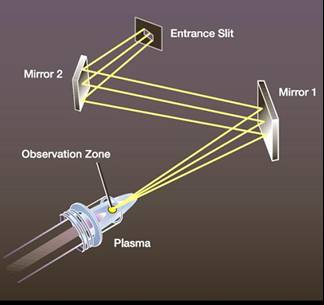 Entrance Slit
Mirror 2
Mirror 1
Observation Zone
Plasma